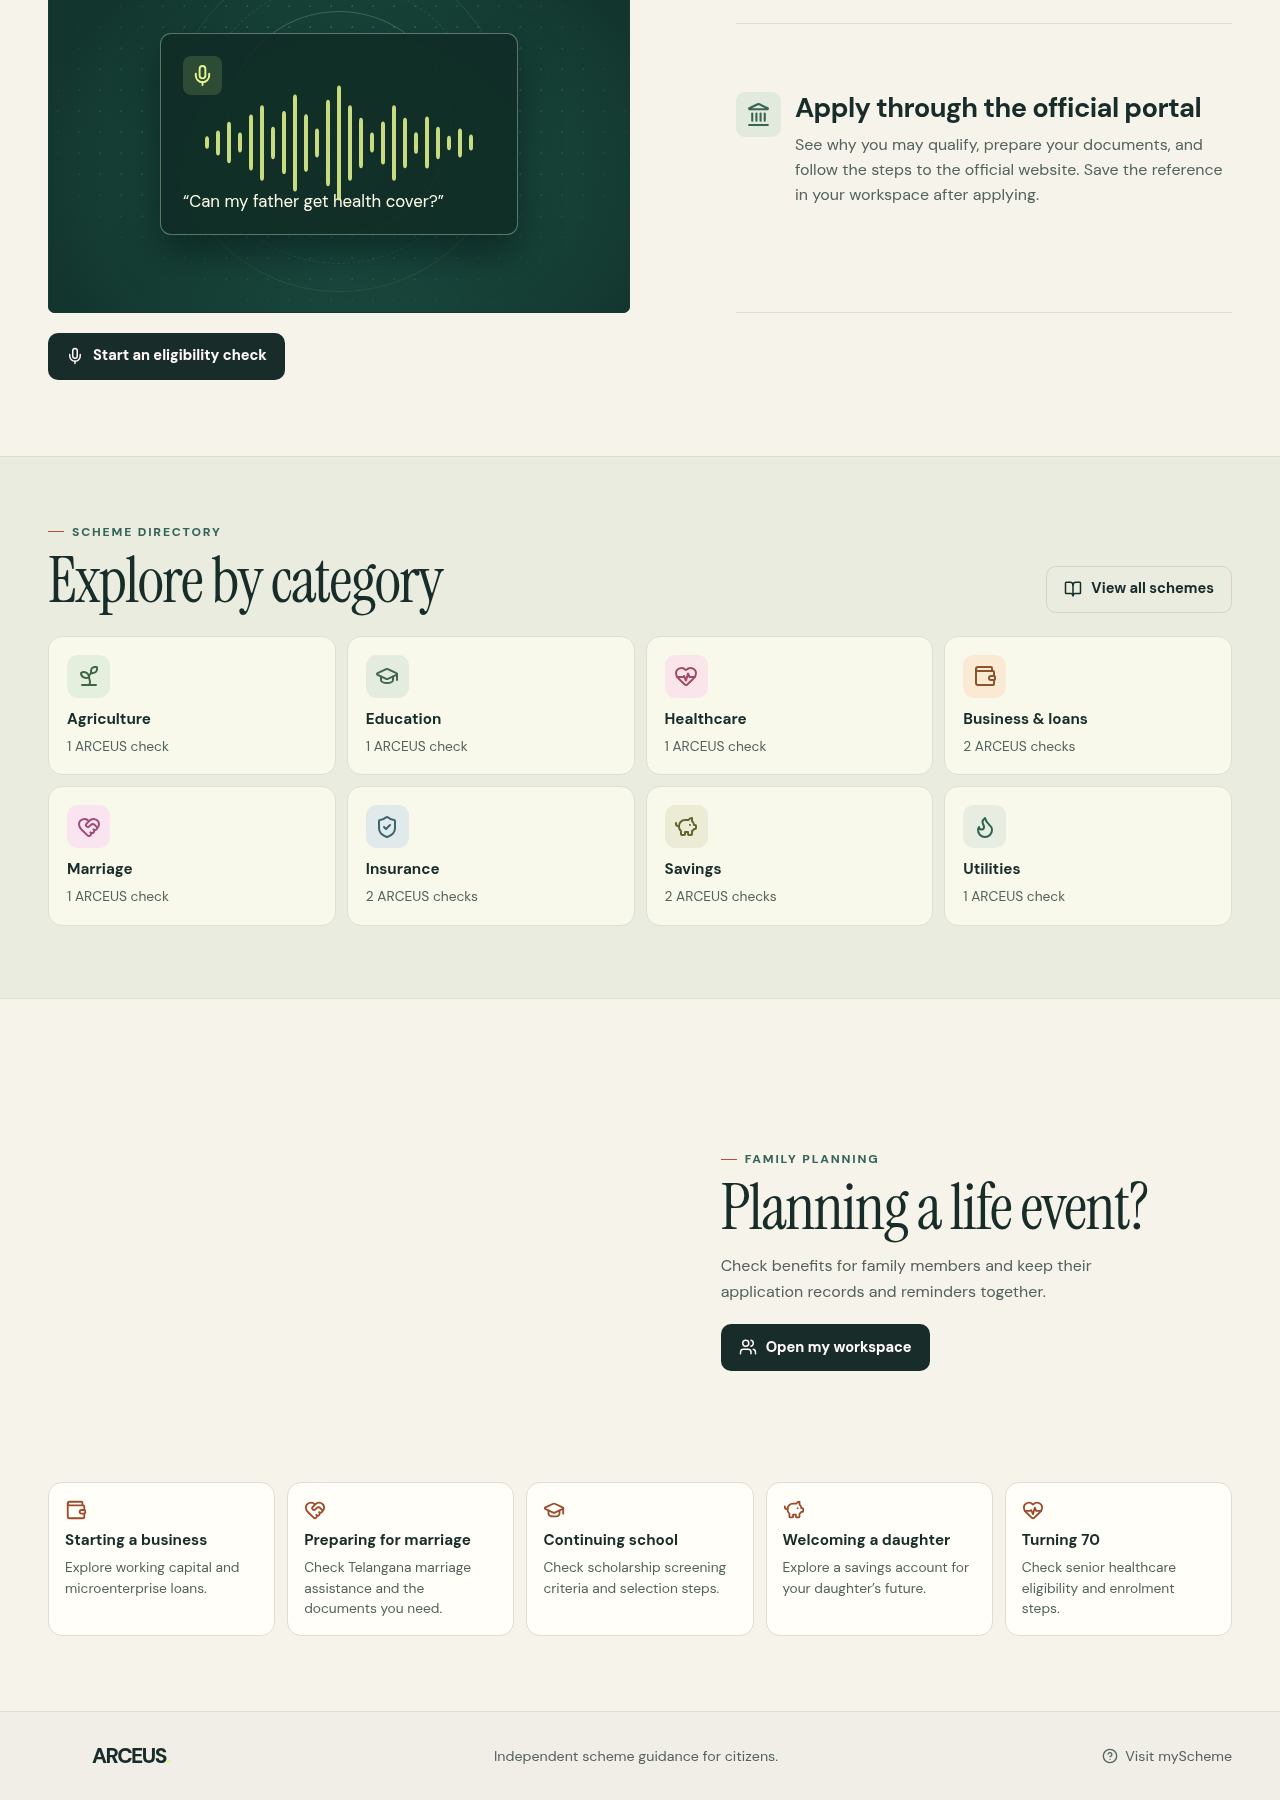 “Can my father get health cover?”
Start an eligibility check
Apply through the official portal
See why you may qualify, prepare your documents, and
follow the steps to the official website. Save the reference
in your workspace after applying.
SCHEME DIRECTORY
Explore by category
View all schemes
Agriculture
1 ARCEUS check
Education
1 ARCEUS check
Healthcare
1 ARCEUS check
Business & loans
2 ARCEUS checks
Marriage
1 ARCEUS check
Insurance
2 ARCEUS checks
Savings
2 ARCEUS checks
Utilities
1 ARCEUS check
FAMILY PLANNING
Planning a life event?
Check benefits for family members and keep their
application records and reminders together.
Open my workspace
Starting a business
Explore working capital and
microenterprise loans.
Preparing for marriage
Check Telangana marriage
assistance and the
documents you need.
Continuing school
Check scholarship screening
criteria and selection steps.
Welcoming a daughter
Explore a savings account for
your daughter’s future.
Turning 70
Check senior healthcare
eligibility and enrolment
steps.
ARCEUS.
Independent scheme guidance for citizens.
Visit myScheme